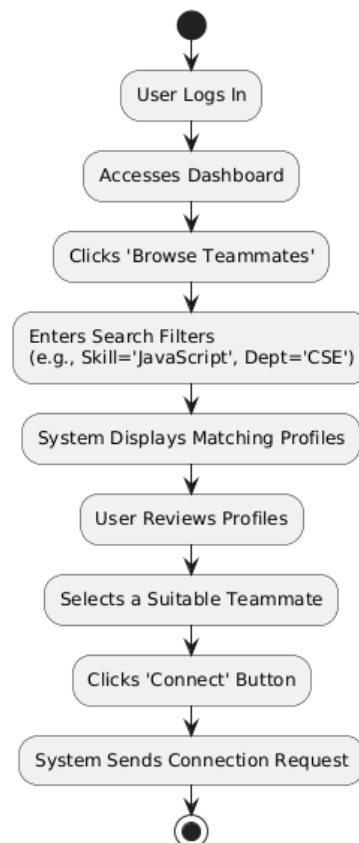 User Logs In
Accesses Dashboard
Clicks 'Browse Teammates'
Enters Search Filters
(e.g., Skill='JavaScript', Dept='CSE')
System Displays Matching Profiles
User Reviews Profiles
Selects a Suitable Teammate
Clicks 'Connect' Button
System Sends Connection Request